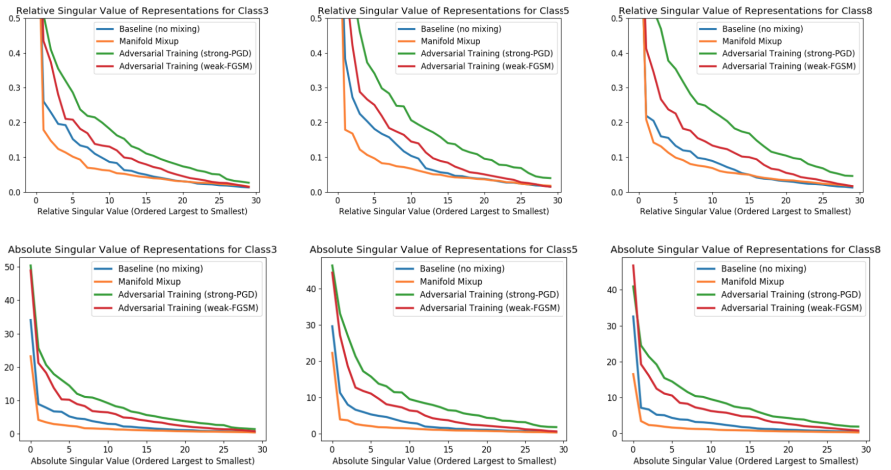 Relative Singular Value of Representations for Class3
0.5
0.4
0.3
0.2
0.1
0.0
Baseline (no mixing)
Manifold Mixup
Adversarial Training (strong-PGD)
Adversarial Training (weak-FGSM)
0 5 10 15 20 25 30
Relative Singular Value (Ordered Largest to Smallest)
Relative Singular Value of Representations for Class5
0.5
0.4
0.3
0.2
0.1
0.0
Baseline (no mixing)
Manifold Mixup
Adversarial Training (strong-PGD)
Adversarial Training (weak-FGSM)
0 5 10 15 20 25 30
Relative Singular Value (Ordered Largest to Smallest)
Relative Singular Value of Representations for Class8
0.5
0.4
0.3
0.2
0.1
0.0
Baseline (no mixing)
Manifold Mixup
Adversarial Training (strong-PGD)
Adversarial Training (weak-FGSM)
0 5 10 15 20 25 30
Relative Singular Value (Ordered Largest to Smallest)
Absolute Singular Value of Representations for Class3
50
40
30
20
10
0
Baseline (no mixing)
Manifold Mixup
Adversarial Training (strong-PGD)
Adversarial Training (weak-FGSM)
0 5 10 15 20 25 30
Absolute Singular Value (Ordered Largest to Smallest)
Absolute Singular Value of Representations for Class5
40
30
20
10
0
Baseline (no mixing)
Manifold Mixup
Adversarial Training (strong-PGD)
Adversarial Training (weak-FGSM)
0 5 10 15 20 25 30
Absolute Singular Value (Ordered Largest to Smallest)
Absolute Singular Value of Representations for Class8
40
30
20
10
0
Baseline (no mixing)
Manifold Mixup
Adversarial Training (strong-PGD)
Adversarial Training (weak-FGSM)
0 5 10 15 20 25 30
Absolute Singular Value (Ordered Largest to Smallest)